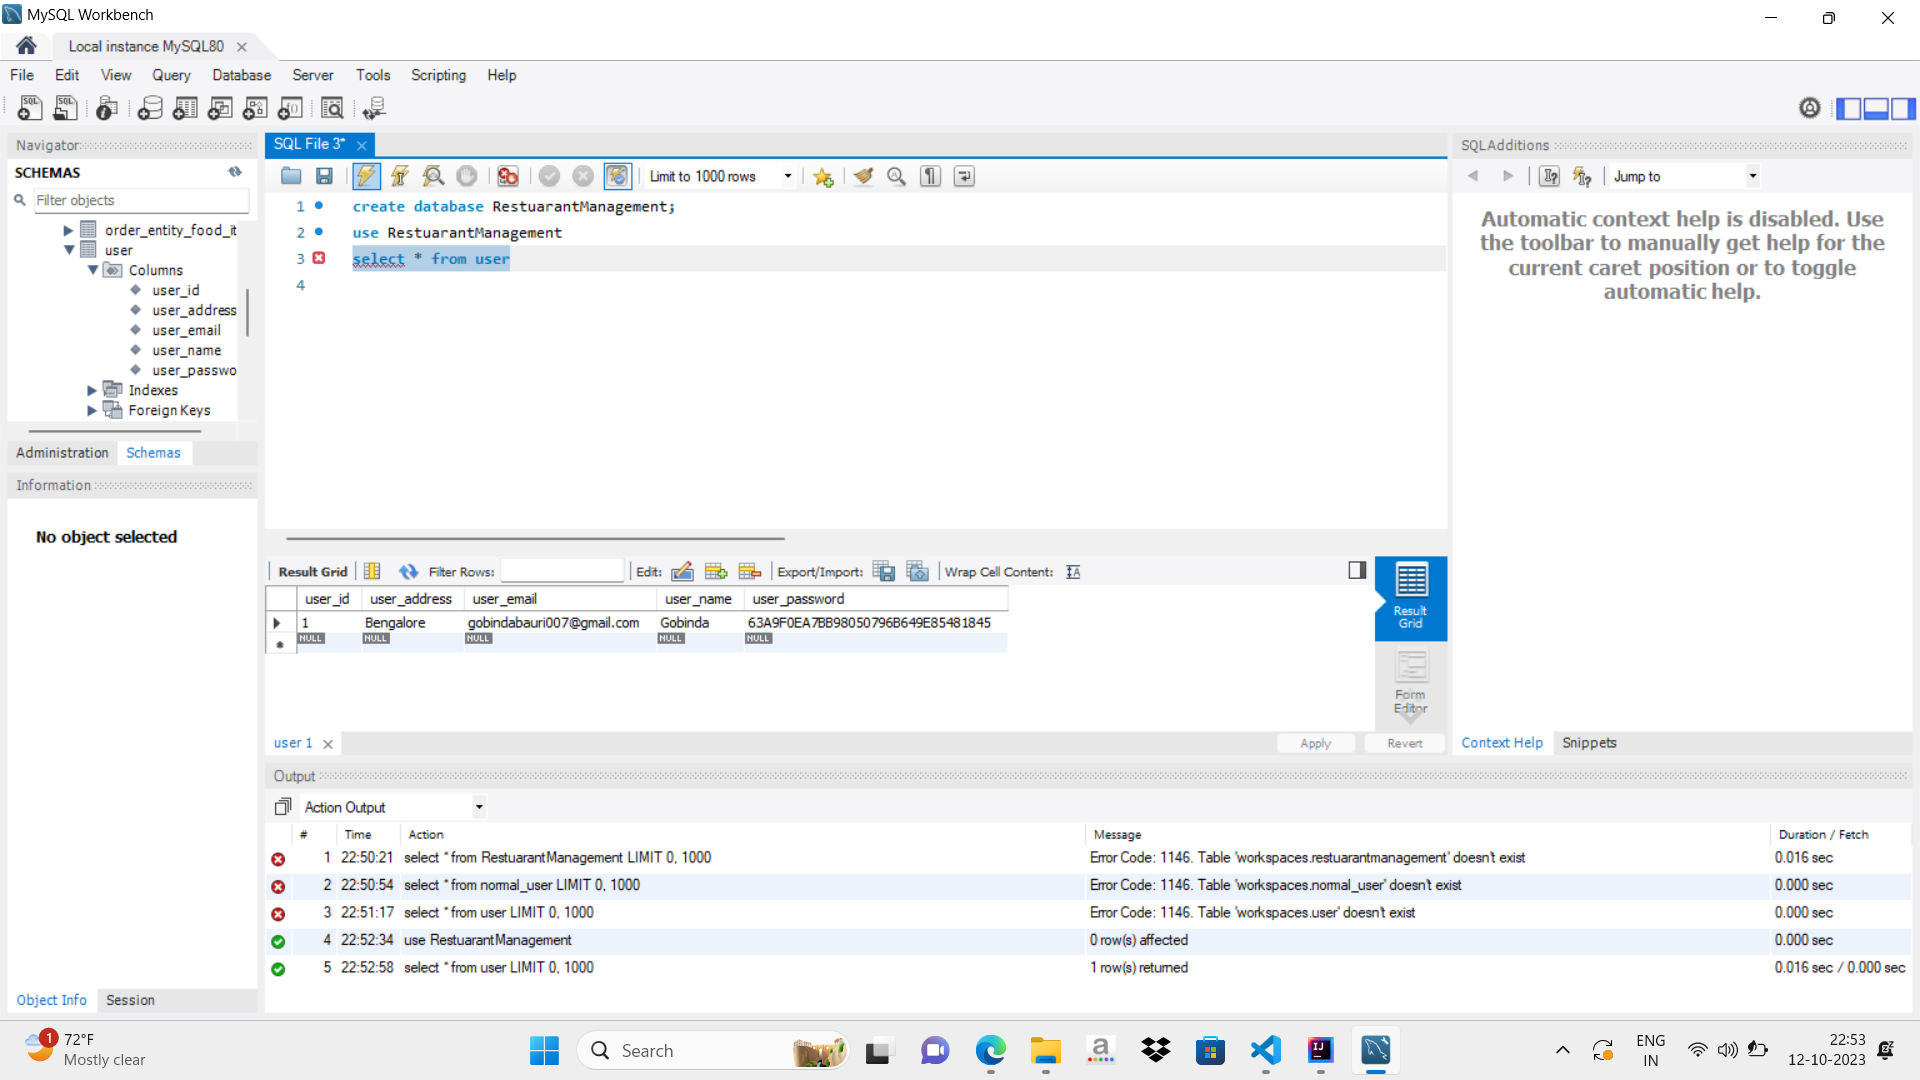 MySQL Workbench
Local instance MySQL80
File Edit View Query Database Server Tools Scripting Help
Navigator
SCHEMAS
Filter objects
order_entity_food_it
user
Columns
user_id
user_address
user_email
user_name
user_passwo
Indexes
Foreign Keys
Administration Schemas
Information
No object selected
Object Info Session
SQL File 3*
Limit to 1000 rows
1 create database RestuarantManagement;
2 use RestuarantManagement
3 select * from user
4
Result Grid Filter Rows: Edit: Export/Import: Wrap Cell Content:
user_id user_address user_email user_name user_password
1 Bengalore gobindabauri007@gmail.com Gobinda 63A9F0EA7BB98050796B649E85481845
NULL NULL NULL NULL NULL
Result
Grid
Form
Editor
user 1
Apply Revert
SQLAdditions
Jump to
Automatic context help is disabled. Use
the toolbar to manually get help for the
current caret position or to toggle
automatic help.
Context Help Snippets
Output
Action Output
# Time Action Message Duration / Fetch
1 22:50:21 select * from RestuarantManagement LIMIT 0, 1000 Error Code: 1146. Table 'workspaces.restuarantmanagement' doesn't exist 0.016 sec
2 22:50:54 select * from normal_user LIMIT 0, 1000 Error Code: 1146. Table 'workspaces.normal_user' doesn't exist 0.000 sec
3 22:51:17 select * from user LIMIT 0, 1000 Error Code: 1146. Table 'workspaces.user' doesn't exist 0.000 sec
4 22:52:34 use RestuarantManagement 0 row(s) affected 0.000 sec
5 22:52:58 select * from user LIMIT 0, 1000 1 row(s) returned 0.016 sec / 0.000 sec
1
72°F
Mostly clear
Search
ENG
IN
22:53
12-10-2023